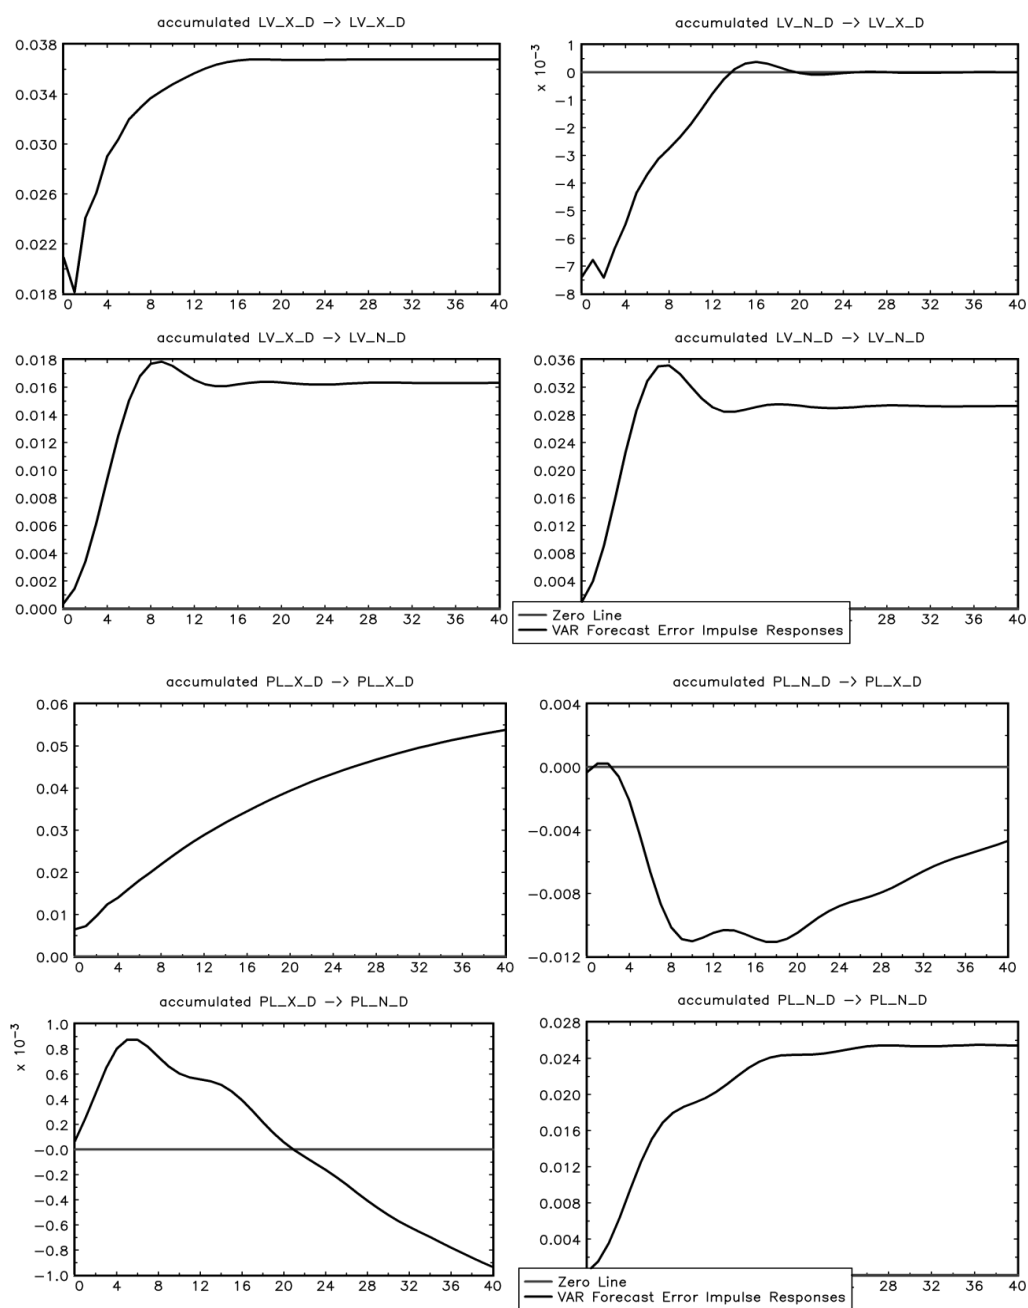 accumulated LV_X_D -> LV_X_D
0.038
0.034
0.030
0.026
0.022
0.018
0 4 8 12 16 20 24 28 32 36 40
accumulated LV_N_D -> LV_X_D
x 10⁻³
1
0
-1
-2
-3
-4
-5
-6
-7
-8
0 4 8 12 16 20 24 28 32 36 40
accumulated LV_X_D -> LV_N_D
0.018
0.016
0.014
0.012
0.010
0.008
0.006
0.004
0.002
0.000
0 4 8 12 16 20 24 28 32 36 40
accumulated LV_N_D -> LV_N_D
0.036
0.032
0.028
0.024
0.020
0.016
0.012
0.008
0.004
20 24 28 32 36 40
Zero Line
VAR Forecast Error Impulse Responses
accumulated PL_X_D -> PL_X_D
0.06
0.05
0.04
0.03
0.02
0.01
0.00
0 4 8 12 16 20 24 28 32 36 40
accumulated PL_N_D -> PL_X_D
0.004
0.000
-0.004
-0.008
-0.012
0 4 8 12 16 20 24 28 32 36 40
accumulated PL_X_D -> PL_N_D
x 10⁻³
1.0
0.8
0.6
0.4
0.2
-0.0
-0.2
-0.4
-0.6
-0.8
-1.0
0 4 8 12 16 20 24 28 32 36 40
accumulated PL_N_D -> PL_N_D
0.028
0.024
0.020
0.016
0.012
0.008
0.004
20 24 28 32 36 40
Zero Line
VAR Forecast Error Impulse Responses